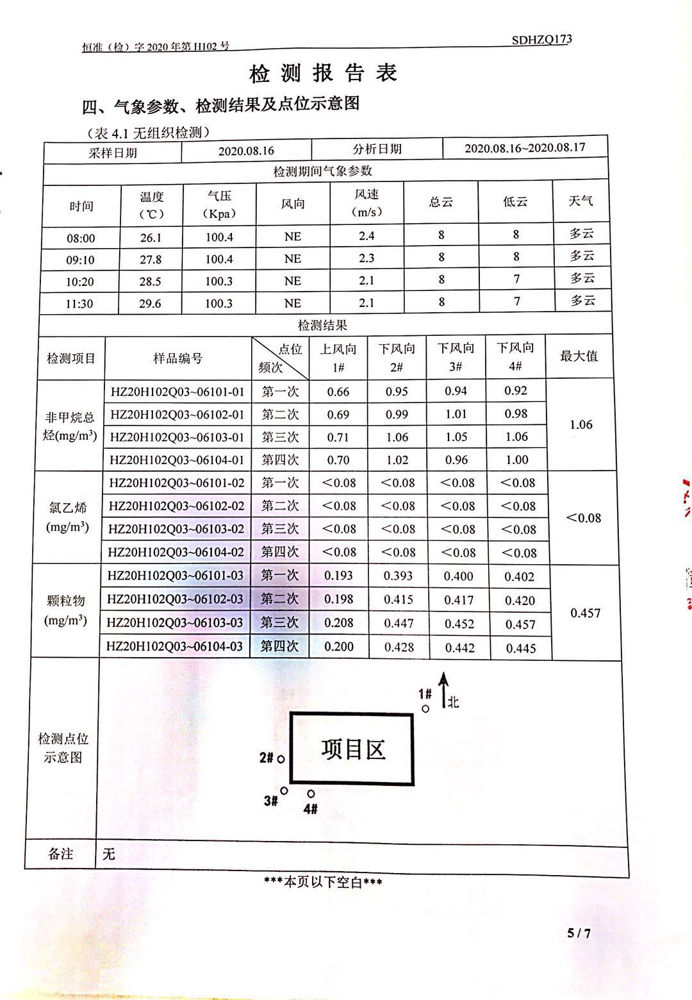 恒准（检）字 2020 年第 H102 号
SDHZQ173
检 测 报 告 表
四、气象参数、检测结果及点位示意图
（表 4.1 无组织检测）
采样日期 2020.08.16 分析日期 2020.08.16~2020.08.17
检测期间气象参数
时间 温度（℃） 气压（Kpa） 风向 风速（m/s） 总云 低云 天气
08:00 26.1 100.4 NE 2.4 8 8 多云
09:10 27.8 100.4 NE 2.3 8 8 多云
10:20 28.5 100.3 NE 2.1 8 7 多云
11:30 29.6 100.3 NE 2.1 8 7 多云
检测结果
检测项目 样品编号 点位 频次 上风向 1# 下风向 2# 下风向 3# 下风向 4# 最大值
非甲烷总烃(mg/m³)
HZ20H102Q03~06101-01 第一次 0.66 0.95 0.94 0.92
HZ20H102Q03~06102-01 第二次 0.69 0.99 1.01 0.98
HZ20H102Q03~06103-01 第三次 0.71 1.06 1.05 1.06
HZ20H102Q03~06104-01 第四次 0.70 1.02 0.96 1.00
1.06
氯乙烯(mg/m³)
HZ20H102Q03~06101-02 第一次 ＜0.08 ＜0.08 ＜0.08 ＜0.08
HZ20H102Q03~06102-02 第二次 ＜0.08 ＜0.08 ＜0.08 ＜0.08
HZ20H102Q03~06103-02 第三次 ＜0.08 ＜0.08 ＜0.08 ＜0.08
HZ20H102Q03~06104-02 第四次 ＜0.08 ＜0.08 ＜0.08 ＜0.08
＜0.08
颗粒物(mg/m³)
HZ20H102Q03~06101-03 第一次 0.193 0.393 0.400 0.402
HZ20H102Q03~06102-03 第二次 0.198 0.415 0.417 0.420
HZ20H102Q03~06103-03 第三次 0.208 0.447 0.452 0.457
HZ20H102Q03~06104-03 第四次 0.200 0.428 0.442 0.445
0.457
检测点位示意图
1#
北
项目区
2#
3#
4#
备注 无
***本页以下空白***
5 / 7